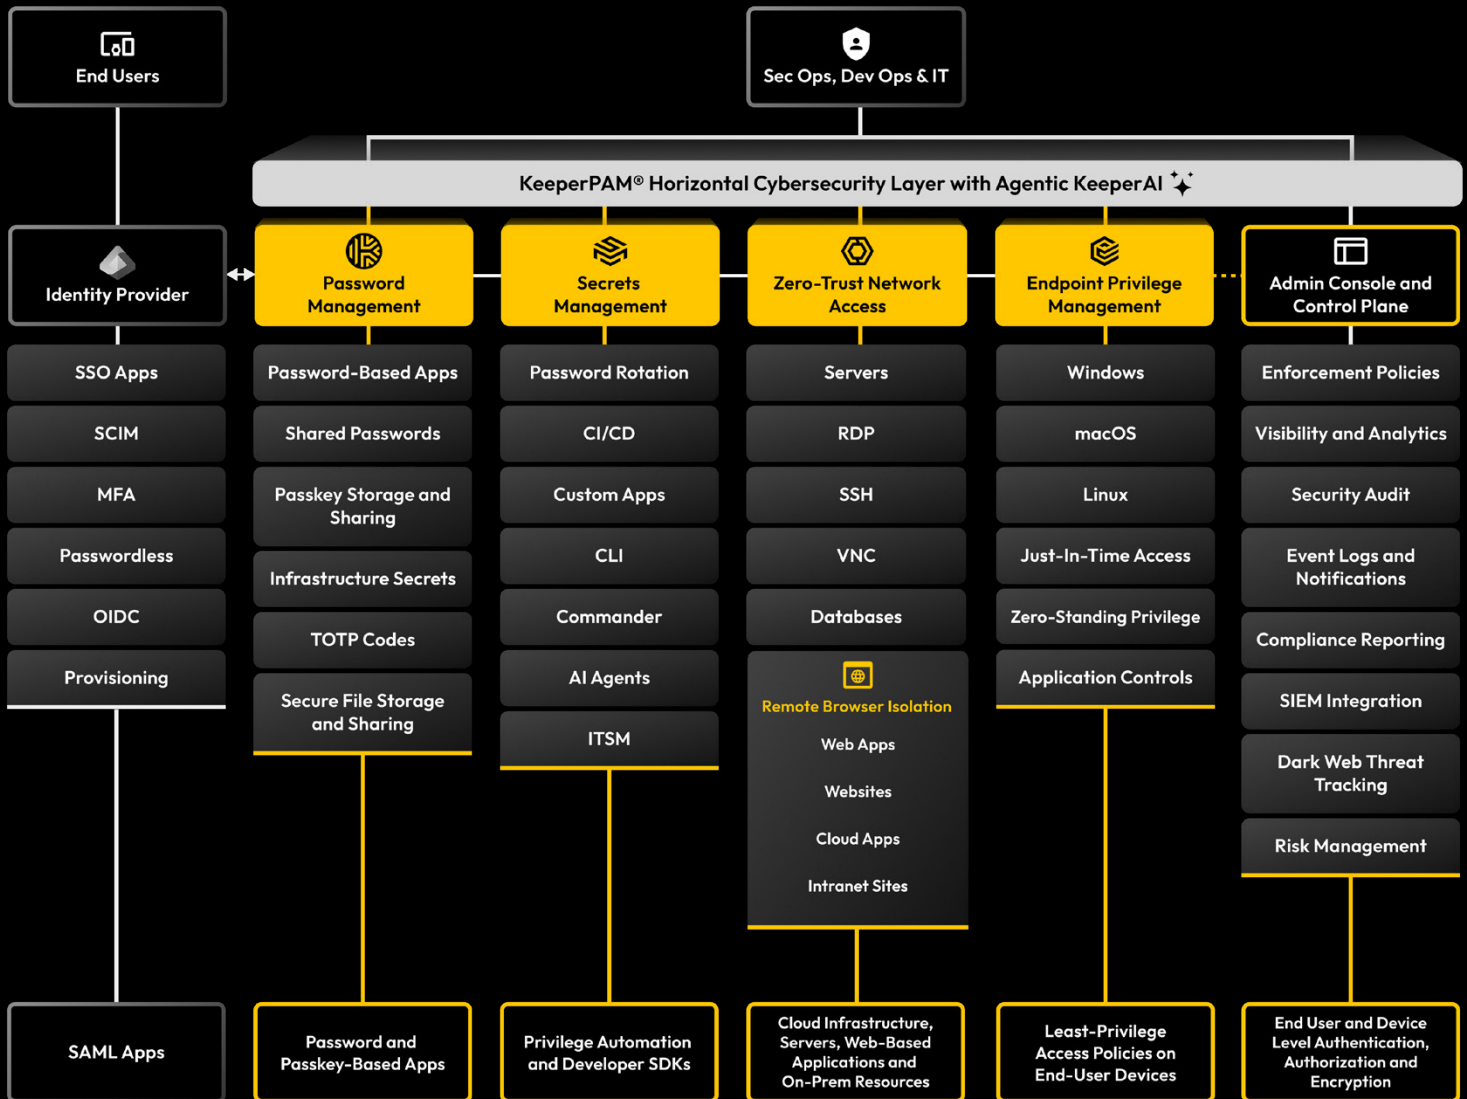 End Users
Sec Ops, Dev Ops & IT
KeeperPAM® Horizontal Cybersecurity Layer with Agentic KeeperAI
Identity Provider
SSO Apps
SCIM
MFA
Passwordless
OIDC
Provisioning
SAML Apps
Password
Management
Password-Based Apps
Shared Passwords
Passkey Storage and
Sharing
Infrastructure Secrets
TOTP Codes
Secure File Storage
and Sharing
Password and
Passkey-Based Apps
Secrets
Management
Password Rotation
CI/CD
Custom Apps
CLI
Commander
AI Agents
ITSM
Privilege Automation
and Developer SDKs
Zero-Trust Network
Access
Servers
RDP
SSH
VNC
Databases
Remote Browser Isolation
Web Apps
Websites
Cloud Apps
Intranet Sites
Cloud Infrastructure,
Servers, Web-Based
Applications and
On-Prem Resources
Endpoint Privilege
Management
Windows
macOS
Linux
Just-In-Time Access
Zero-Standing Privilege
Application Controls
Least-Privilege
Access Policies on
End-User Devices
Admin Console and
Control Plane
Enforcement Policies
Visibility and Analytics
Security Audit
Event Logs and
Notifications
Compliance Reporting
SIEM Integration
Dark Web Threat
Tracking
Risk Management
End User and Device
Level Authentication,
Authorization and
Encryption